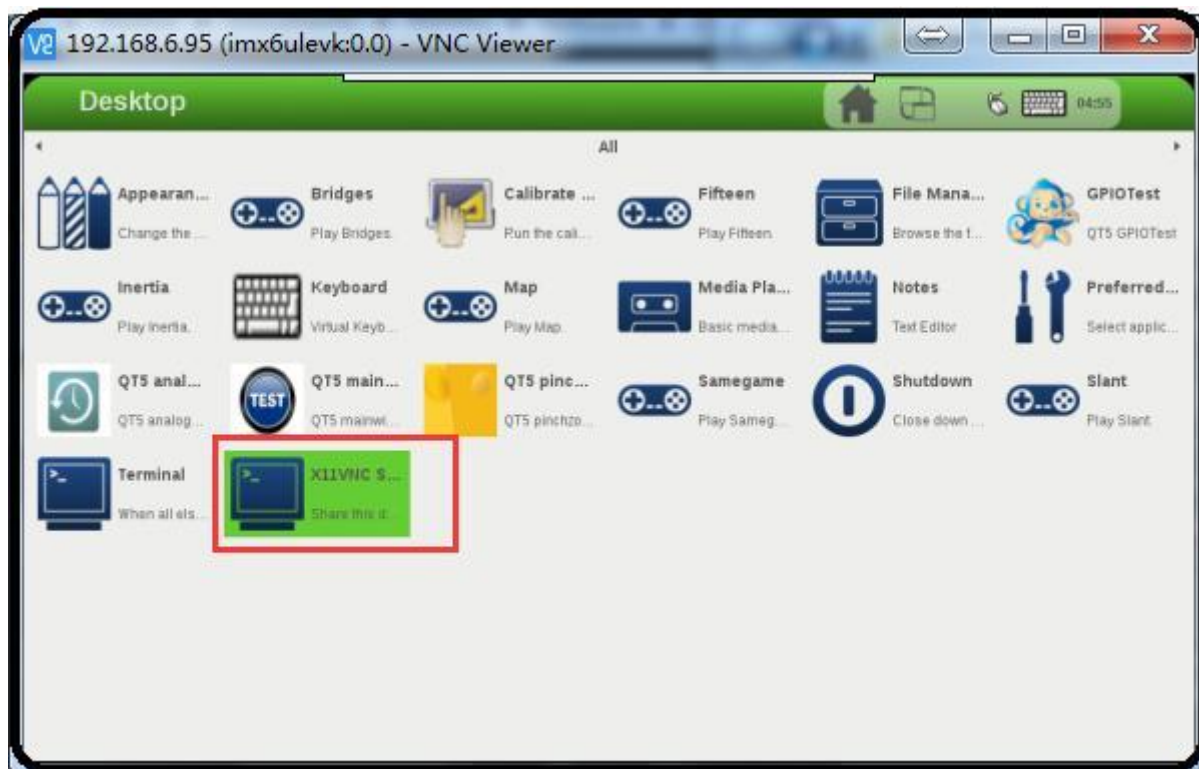 192.168.6.95 (imx6ulevk:0.0) - VNC Viewer
Desktop
04:55
All
Appearan...
Change the ...
Bridges
Play Bridges.
Calibrate ...
Run the cali...
Fifteen
Play Fifteen.
File Mana...
Browse the f...
GPIOTest
QT5 GPIOTest
Inertia
Play Inertia.
Keyboard
Virtual Keyb...
Map
Play Map.
Media Pla...
Basic media...
Notes
Text Editor
Preferred...
Select applic...
QT5 anal...
QT5 analog...
TEST
QT5 main...
QT5 mainwi...
QT5 pinc...
QT5 pinchzo...
Samegame
Play Sameg...
Shutdown
Close down ...
Slant
Play Slant.
Terminal
When all els...
X11VNC S...
Share this d...